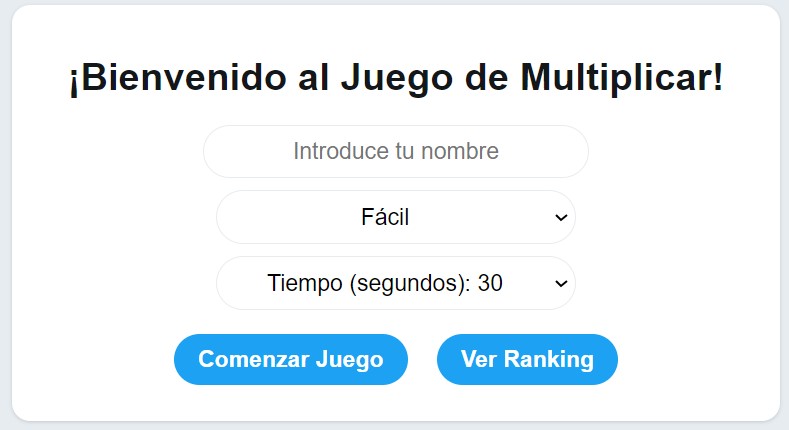 ¡Bienvenido al Juego de Multiplicar!
Introduce tu nombre
Fácil
Tiempo (segundos): 30
Comenzar Juego Ver Ranking